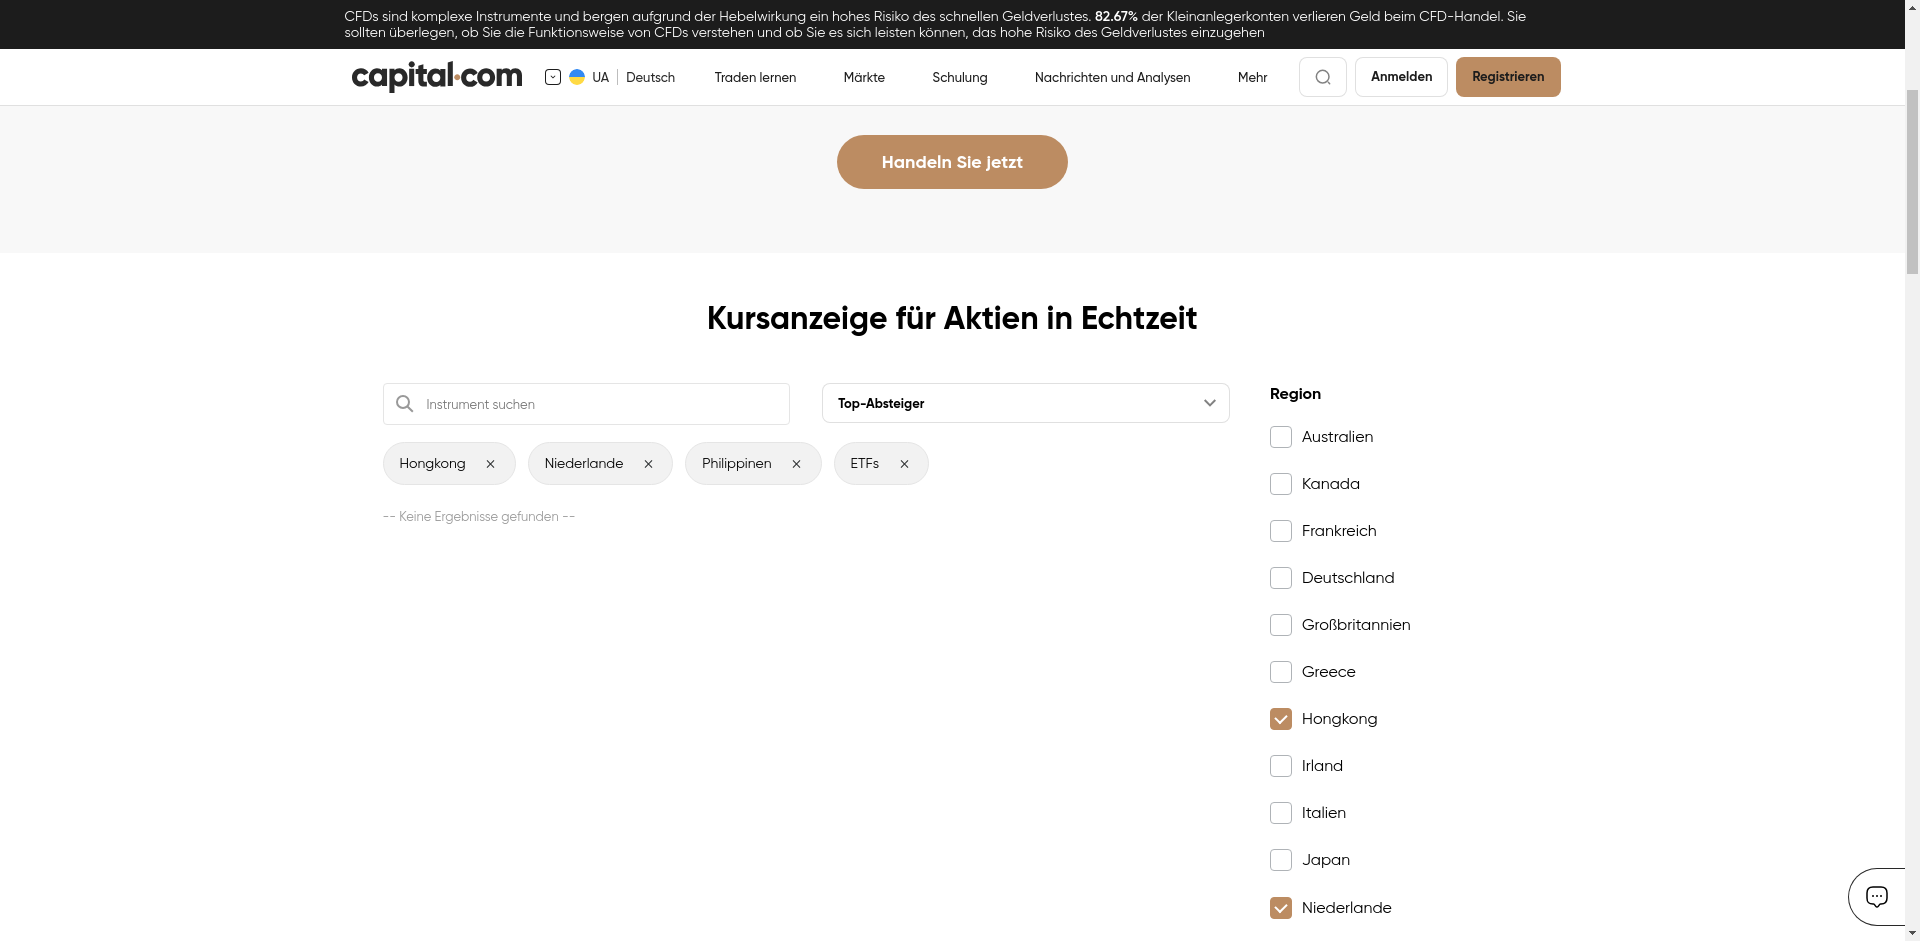 CFDs sind komplexe Instrumente und bergen aufgrund der Hebelwirkung ein hohes Risiko des schnellen Geldverlustes. 82.67% der Kleinanlegerkonten verlieren Geld beim CFD-Handel. Sie
sollten überlegen, ob Sie die Funktionsweise von CFDs verstehen und ob Sie es sich leisten können, das hohe Risiko des Geldverlustes einzugehen
capital.com UA Deutsch Traden lernen Märkte Schulung Nachrichten und Analysen Mehr Anmelden Registrieren
Handeln Sie jetzt
Kursanzeige für Aktien in Echtzeit
Instrument suchen
Top-Absteiger
Hongkong Niederlande Philippinen ETFs
-- Keine Ergebnisse gefunden --
Region
Australien
Kanada
Frankreich
Deutschland
Großbritannien
Greece
Hongkong
Irland
Italien
Japan
Niederlande